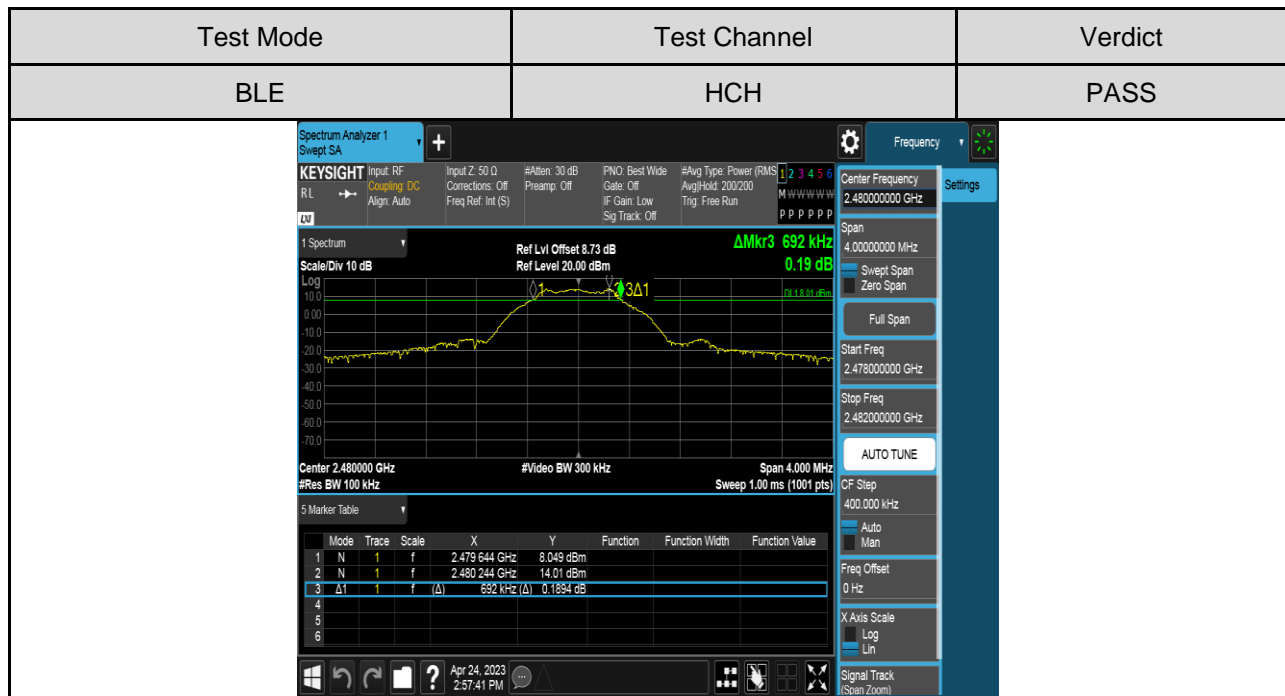 Test Mode Test Channel Verdict
BLE HCH PASS
Spectrum Analyzer 1
Swept SA
+
Frequency
Settings
KEYSIGHT
RL
LXI
Input: RF
Coupling: DC
Align: Auto
Input Z: 50 Ω
Corrections: Off
Freq Ref: Int (S)
#Atten: 30 dB
Preamp: Off
PNO: Best Wide
Gate: Off
IF Gain: Low
Sig Track: Off
#Avg Type: Power (RMS
Avg|Hold: 200/200
Trig: Free Run
1 2 3 4 5 6
M W W W W W
P P P P P P
1 Spectrum
Scale/Div 10 dB
Ref Lvl Offset 8.73 dB
Ref Level 20.00 dBm
ΔMkr3 692 kHz
0.19 dB
Log
10.0
0.00
-10.0
-20.0
-30.0
-40.0
-50.0
-60.0
-70.0
1
2 3Δ1
DL1 8.01 dBm
Center 2.480000 GHz
#Res BW 100 kHz
#Video BW 300 kHz
Span 4.000 MHz
Sweep 1.00 ms (1001 pts)
5 Marker Table
Mode Trace Scale X Y Function Function Width Function Value
1 N 1 f 2.479 644 GHz 8.049 dBm
2 N 1 f 2.480 244 GHz 14.01 dBm
3 Δ1 1 f (Δ) 692 kHz (Δ) 0.1894 dB
4
5
6
Center Frequency
2.480000000 GHz
Span
4.00000000 MHz
Swept Span
Zero Span
Full Span
Start Freq
2.478000000 GHz
Stop Freq
2.482000000 GHz
AUTO TUNE
CF Step
400.000 kHz
Auto
Man
Freq Offset
0 Hz
X Axis Scale
Log
Lin
Signal Track
(Span Zoom)
?
Apr 24, 2023
2:57:41 PM